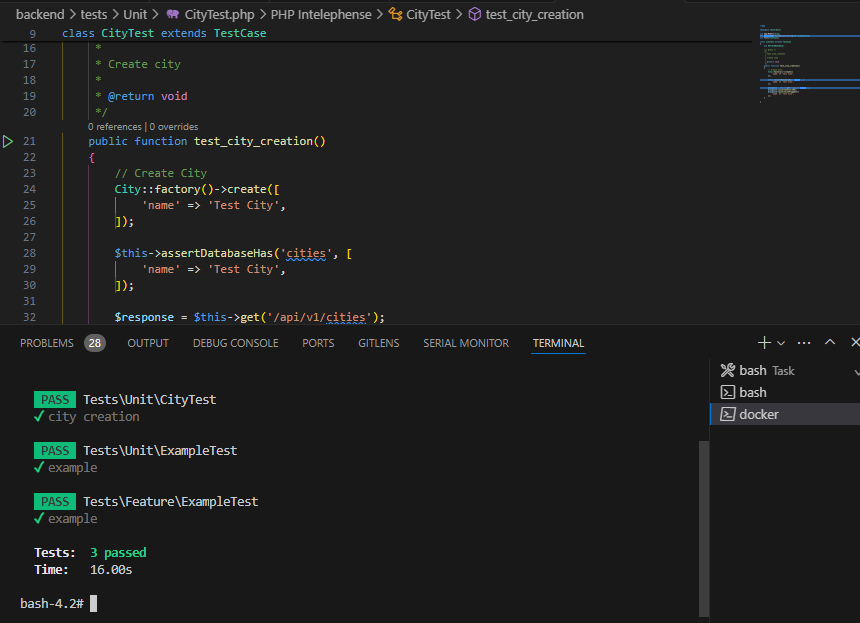 backend > tests > Unit > CityTest.php > PHP Intelephense > CityTest > test_city_creation
9 class CityTest extends TestCase
16 *
17 * Create city
18 *
19 * @return void
20 */
0 references | 0 overrides
21 public function test_city_creation()
22 {
23 // Create City
24 City::factory()->create([
25 'name' => 'Test City',
26 ]);
27
28 $this->assertDatabaseHas('cities', [
29 'name' => 'Test City',
30 ]);
31
32 $response = $this->get('/api/v1/cities');
PROBLEMS 28 OUTPUT DEBUG CONSOLE PORTS GITLENS SERIAL MONITOR TERMINAL
bash Task
bash
docker
PASS Tests\Unit\CityTest
✓ city creation
PASS Tests\Unit\ExampleTest
✓ example
PASS Tests\Feature\ExampleTest
✓ example
Tests: 3 passed
Time: 16.00s
bash-4.2#